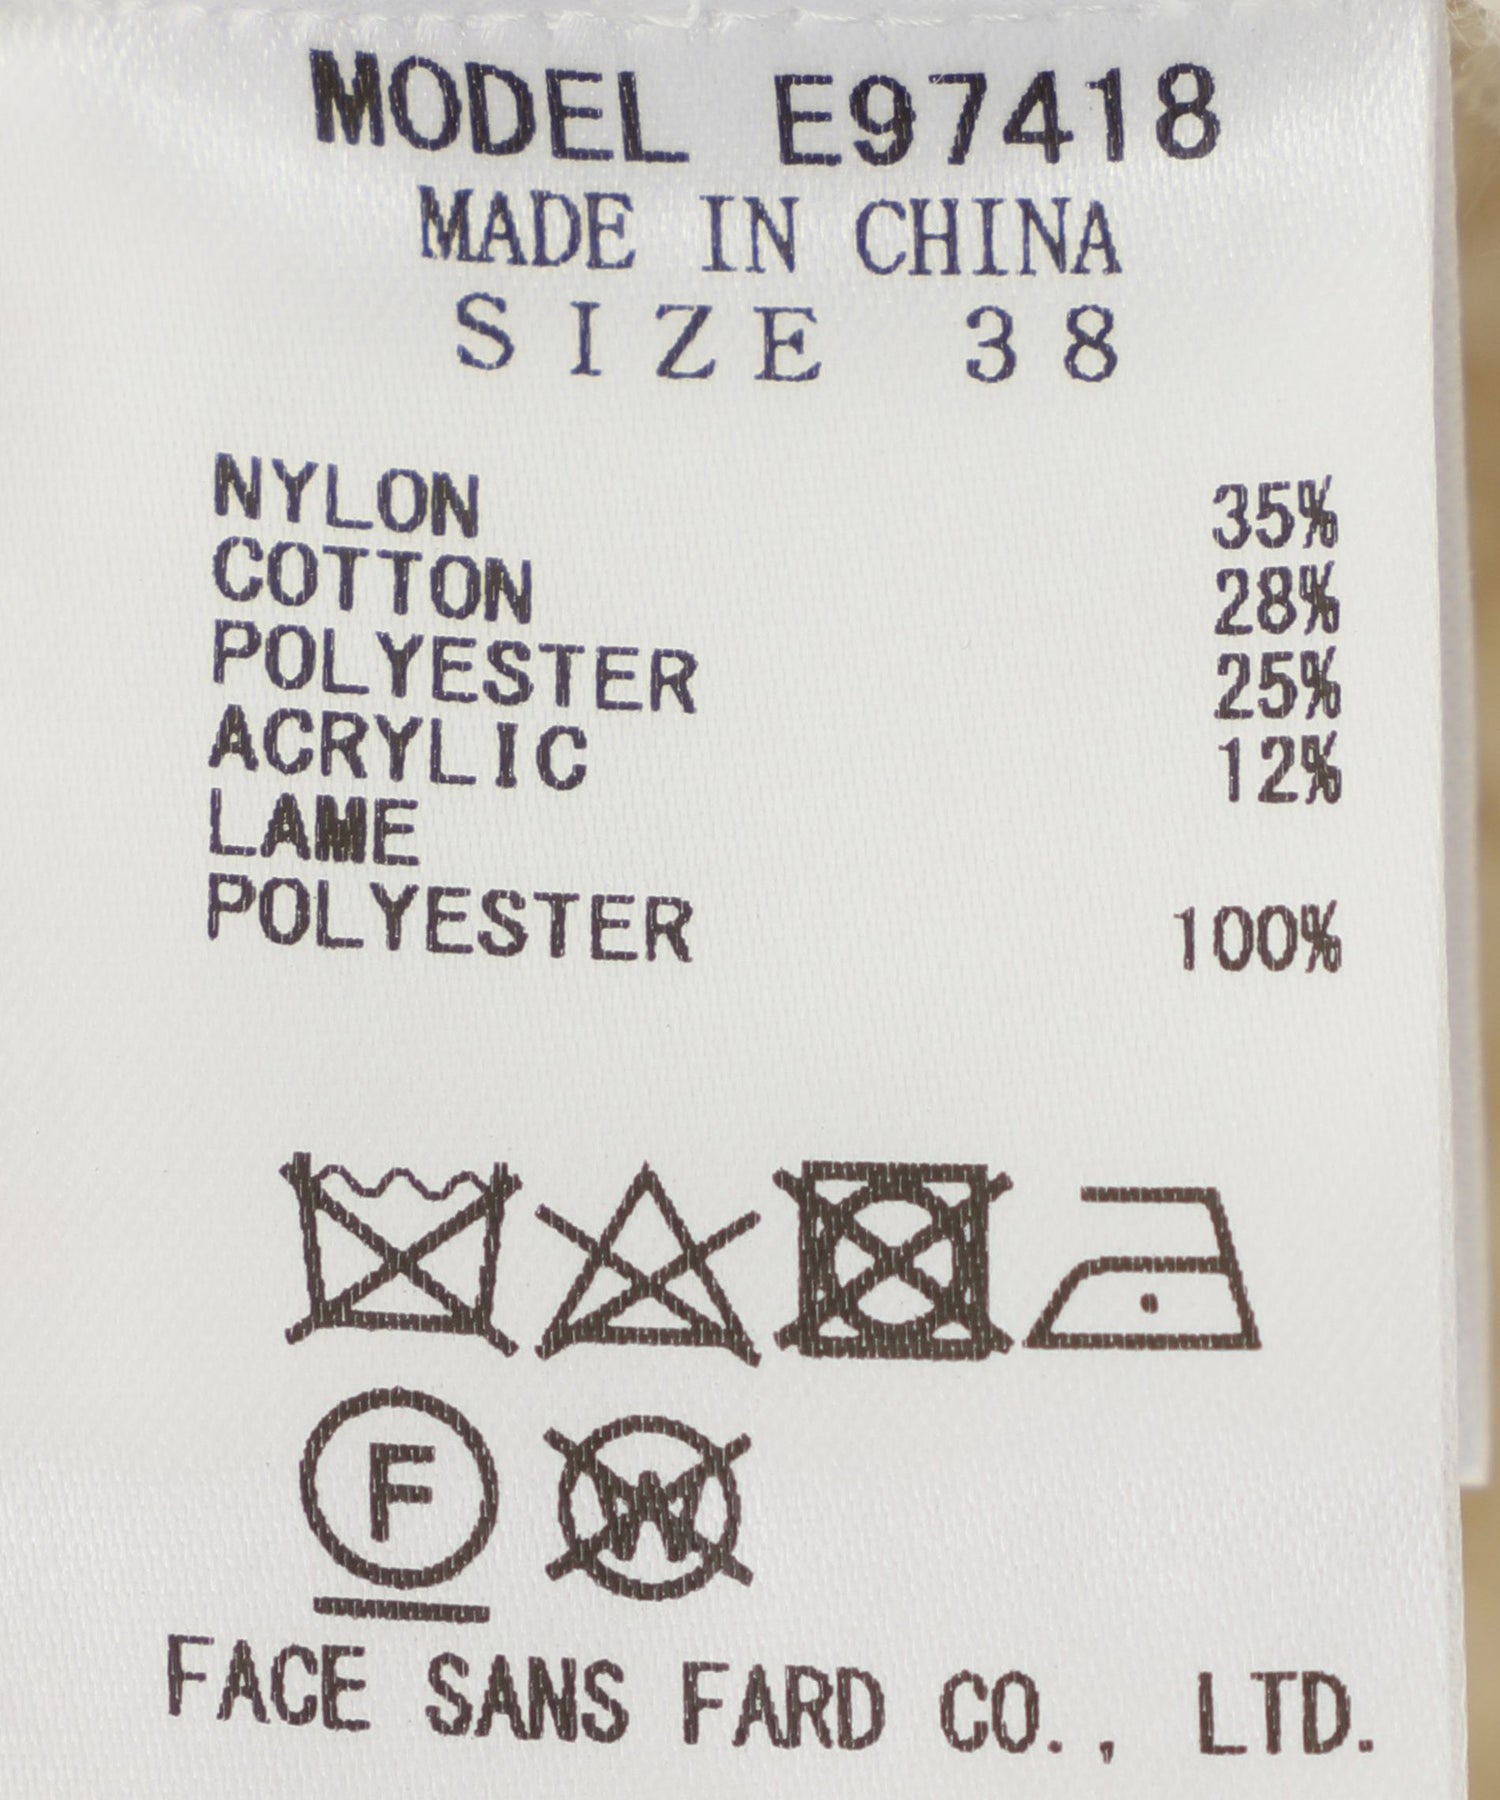 MODEL E97418
MADE IN CHINA
SIZE 38
NYLON 35%
COTTON 28%
POLYESTER 25%
ACRYLIC 12%
LAME
POLYESTER 100%
F W
FACE SANS FARD CO., LTD.